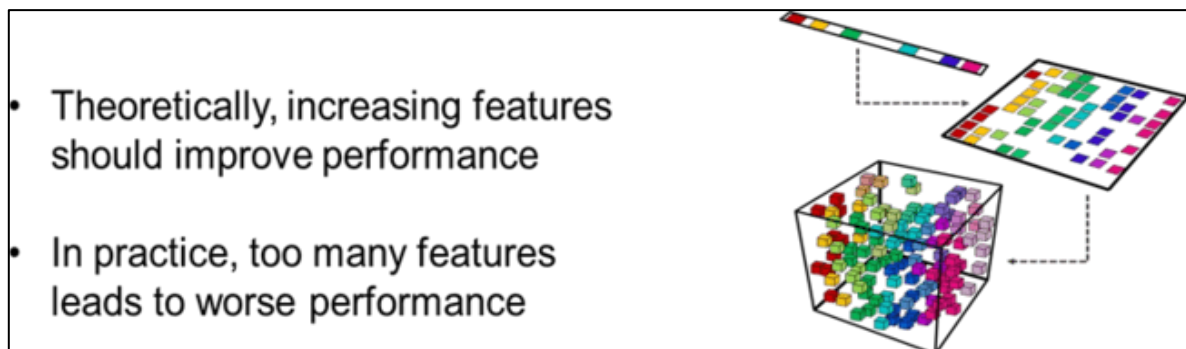 • Theoretically, increasing features
should improve performance
• In practice, too many features
leads to worse performance